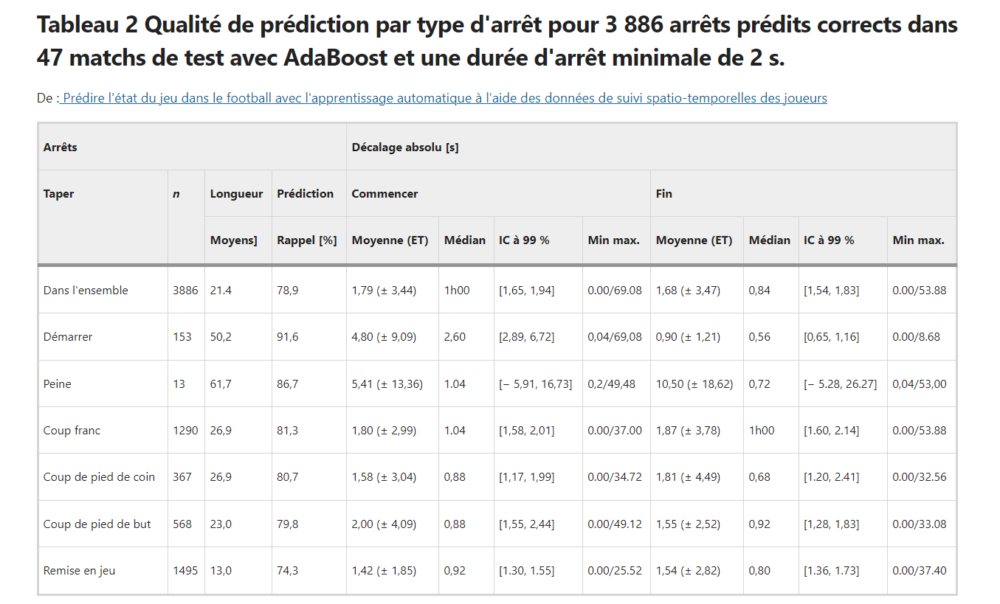 Tableau 2 Qualité de prédiction par type d'arrêt pour 3 886 arrêts prédits corrects dans
47 matchs de test avec AdaBoost et une durée d'arrêt minimale de 2 s.
De : Prédire l'état du jeu dans le football avec l'apprentissage automatique à l'aide des données de suivi spatio-temporelles des joueurs
Arrêts Décalage absolu [s]
Taper n Longueur Prédiction Commencer Fin
Moyens] Rappel [%] Moyenne (ET) Médian IC à 99 % Min max. Moyenne (ET) Médian IC à 99 % Min max.
Dans l'ensemble 3886 21.4 78,9 1,79 (± 3,44) 1h00 [1,65, 1,94] 0.00/69.08 1,68 (± 3,47) 0,84 [1,54, 1,83] 0.00/53.88
Démarrer 153 50,2 91,6 4,80 (± 9,09) 2,60 [2,89, 6,72] 0,04/69,08 0,90 (± 1,21) 0,56 [0,65, 1,16] 0.00/8.68
Peine 13 61,7 86,7 5,41 (± 13,36) 1.04 [− 5,91, 16,73] 0,2/49,48 10,50 (± 18,62) 0,72 [− 5.28, 26.27] 0,04/53,00
Coup franc 1290 26,9 81,3 1,80 (± 2,99) 1.04 [1,58, 2,01] 0.00/37.00 1,87 (± 3,78) 1h00 [1.60, 2.14] 0.00/53.88
Coup de pied de coin 367 26,9 80,7 1,58 (± 3,04) 0,88 [1,17, 1,99] 0.00/34.72 1,81 (± 4,49) 0,68 [1.20, 2.41] 0.00/32.56
Coup de pied de but 568 23,0 79,8 2,00 (± 4,09) 0,88 [1,55, 2,44] 0.00/49.12 1,55 (± 2,52) 0,92 [1,28, 1,83] 0.00/33.08
Remise en jeu 1495 13,0 74,3 1,42 (± 1,85) 0,92 [1.30, 1.55] 0.00/25.52 1,54 (± 2,82) 0,80 [1.36, 1.73] 0.00/37.40